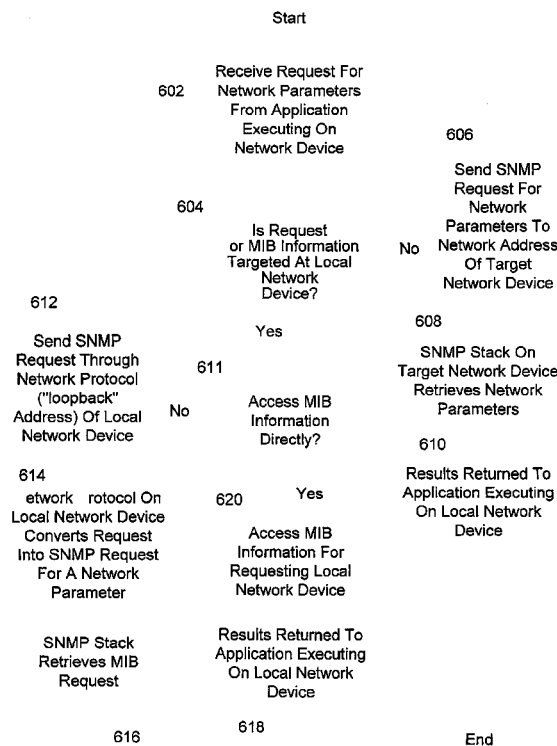 Start
602
Receive Request For
Network Parameters
From Application
Executing On
Network Device
604
Is Request
or MIB Information
Targeted At Local
Network
Device?
No
606
Send SNMP
Request For
Network
Parameters To
Network Address
Of Target
Network Device
608
SNMP Stack On
Target Network Device
Retrieves Network
Parameters
610
Results Returned To
Application Executing
On Local Network
Device
Yes
611
Access MIB
Information
Directly?
No
612
Send SNMP
Request Through
Network Protocol
("loopback"
Address) Of Local
Network Device
614
etwork rotocol On
Local Network Device
Converts Request
Into SNMP Request
For A Network
Parameter
SNMP Stack
Retrieves MIB
Request
616
Yes
620
Access MIB
Information For
Requesting Local
Network Device
Results Returned To
Application Executing
On Local Network
Device
618
End